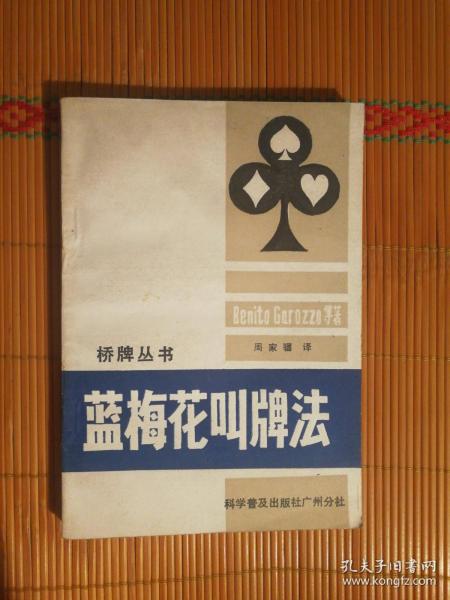 Benito Garozzo 等著
周家骝 译
桥牌丛书
蓝梅花叫牌法
科学普及出版社广州分社
孔夫子旧书网
www.kongfz.com